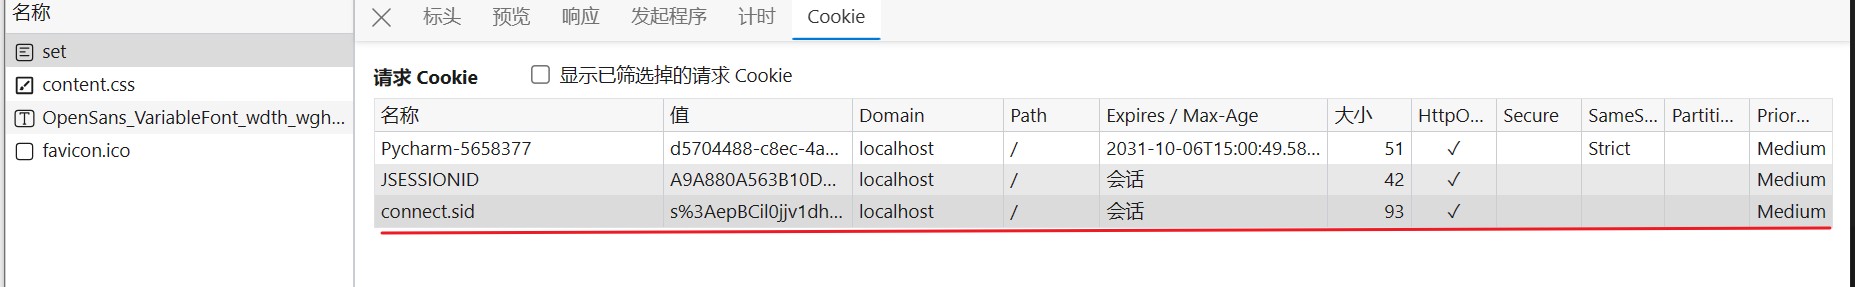 名称
set
content.css
OpenSans_VariableFont_wdth_wgh...
favicon.ico
标头 预览 响应 发起程序 计时 Cookie
请求 Cookie 显示已筛选掉的请求 Cookie
名称 值 Domain Path Expires / Max-Age 大小 HttpO... Secure SameS... Partiti... Prior...
Pycharm-5658377 d5704488-c8ec-4a... localhost / 2031-10-06T15:00:49.58... 51 ✓ Strict Medium
JSESSIONID A9A880A563B10D... localhost / 会话 42 ✓ Medium
connect.sid s%3AepBCil0jjv1dh... localhost / 会话 93 ✓ Medium